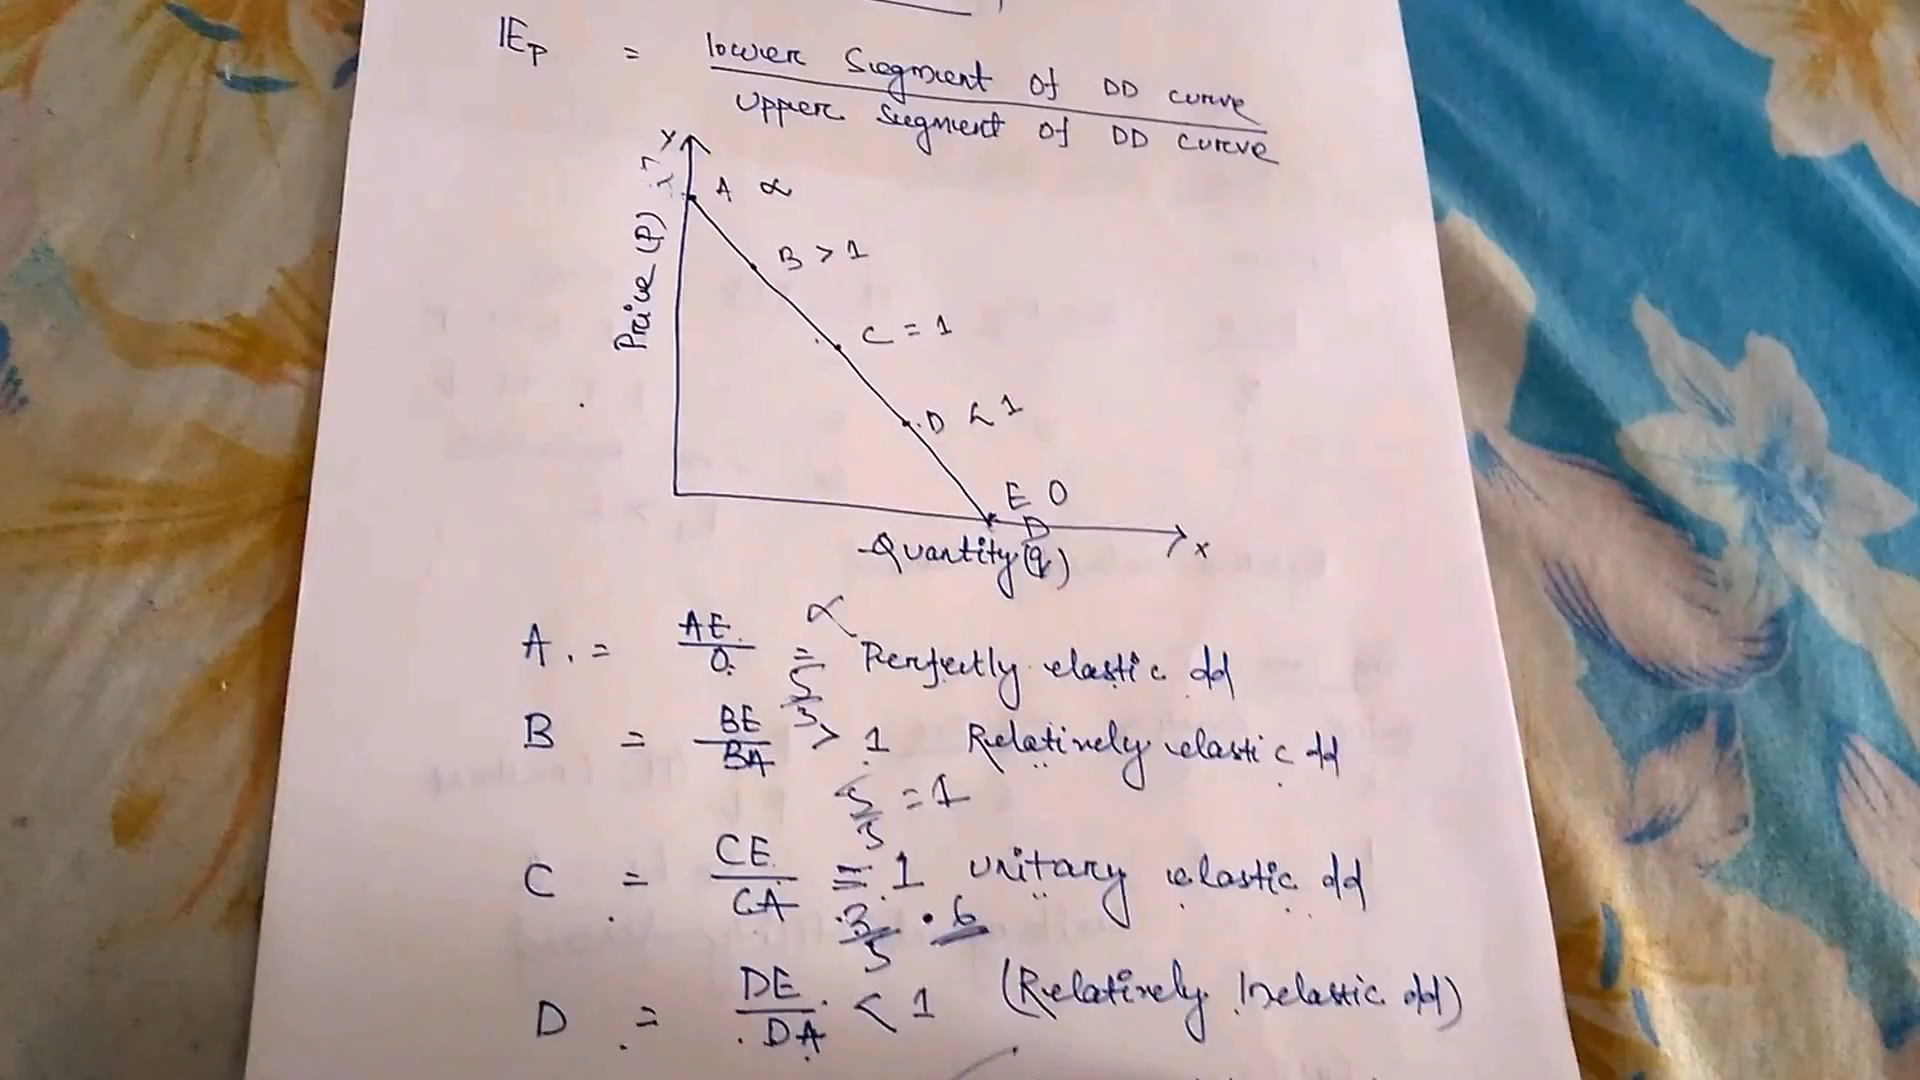 IEp = lower Segment of DD curve
Upper Segment of DD curve
Y
A ∝
B > 1
Price (P)
C = 1
D < 1
E 0
D
x
Quantity (q)
A. = AE / 0 = ∝ Perfectly elastic dd
5/3
B = BE / BA > 1 Relatively elastic dd
5/5 = 1
C = CE / CA = 1 unitary elastic dd
3/5 .6
D = DE / DA < 1 (Relatively Inelastic dd)